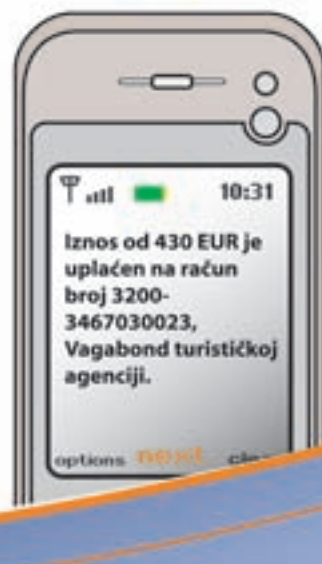 10:31
Iznos od 430 EUR je
uplaćen na račun
broj 3200-
3467030023,
Vagabond turističkoj
agenciji.
options next